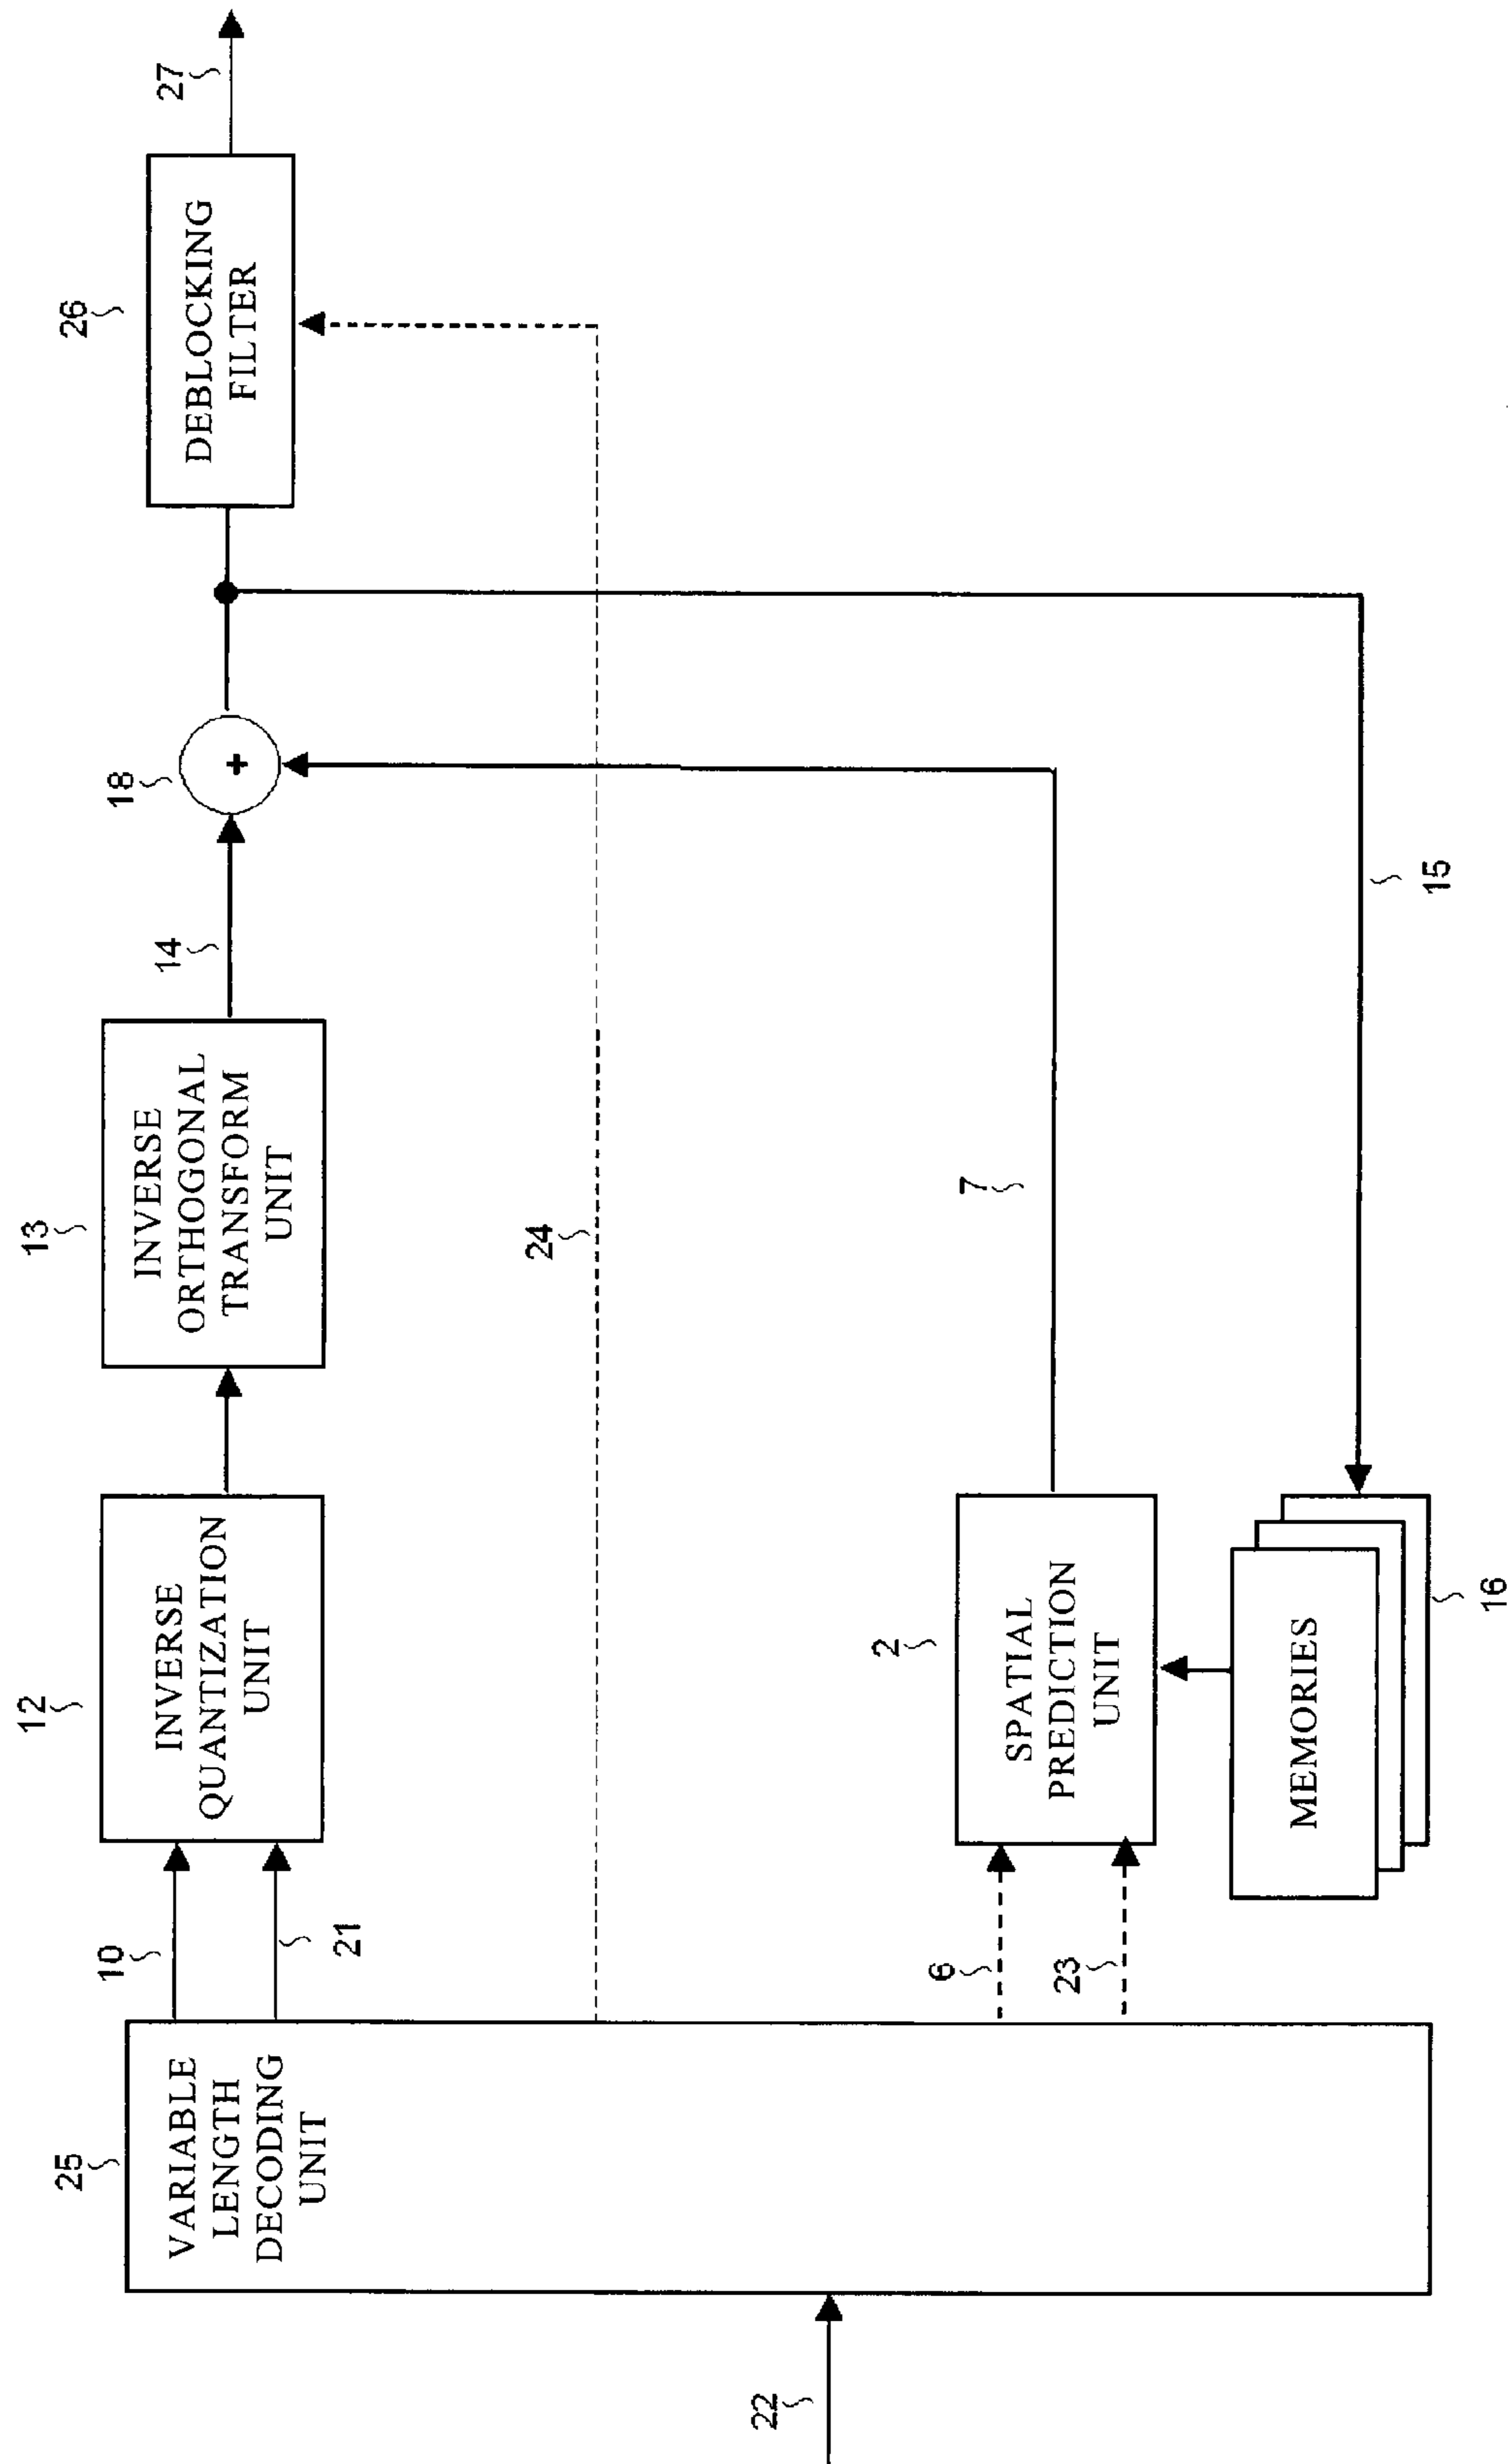 22
25
VARIABLE
LENGTH
DECODING
UNIT
10
21
12
INVERSE
QUANTIZATION
UNIT
13
INVERSE
ORTHOGONAL
TRANSFORM
UNIT
14
18
+
26
DEBLOCKING
FILTER
27
24
6
23
2
SPATIAL
PREDICTION
UNIT
7
MEMORIES
16
15